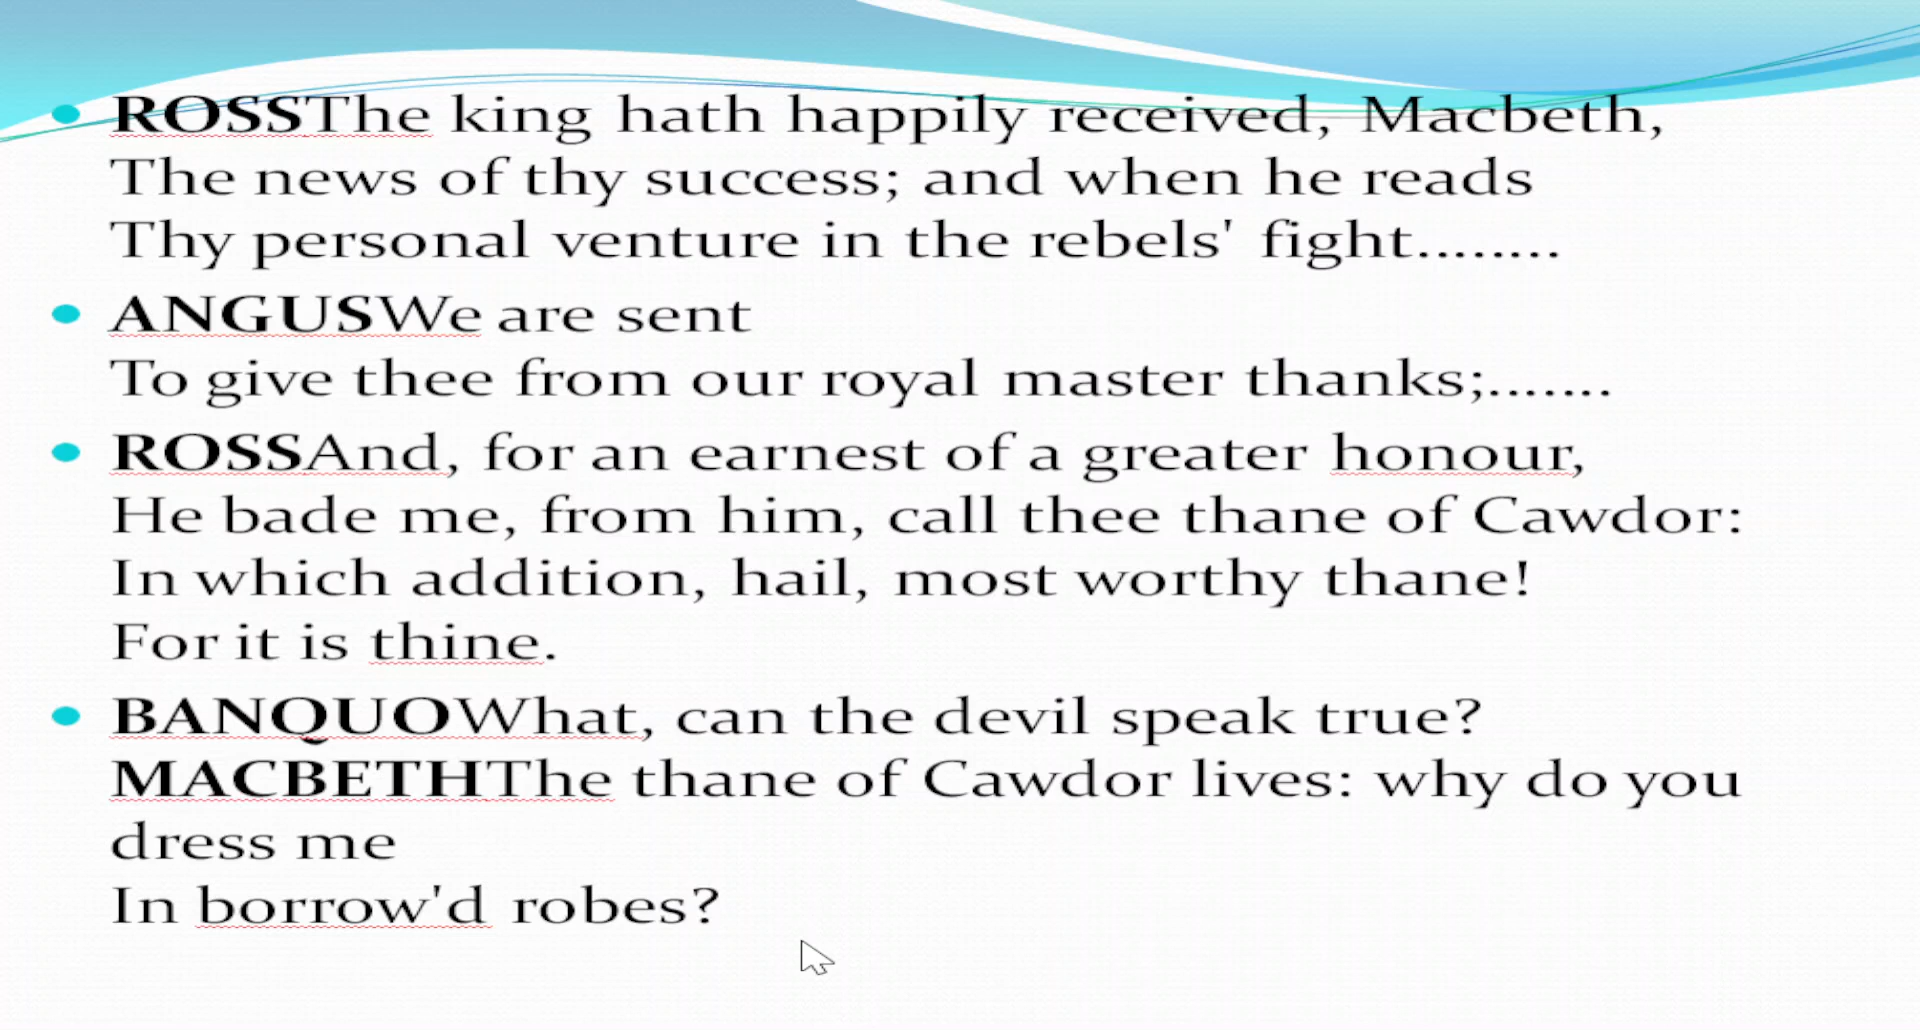 ROSSThe king hath happily received, Macbeth,
The news of thy success; and when he reads
Thy personal venture in the rebels' fight........
ANGUSWe are sent
To give thee from our royal master thanks;.......
ROSSAnd, for an earnest of a greater honour,
He bade me, from him, call thee thane of Cawdor:
In which addition, hail, most worthy thane!
For it is thine.
BANQUOWhat, can the devil speak true?
MACBETHThe thane of Cawdor lives: why do you
dress me
In borrow'd robes?